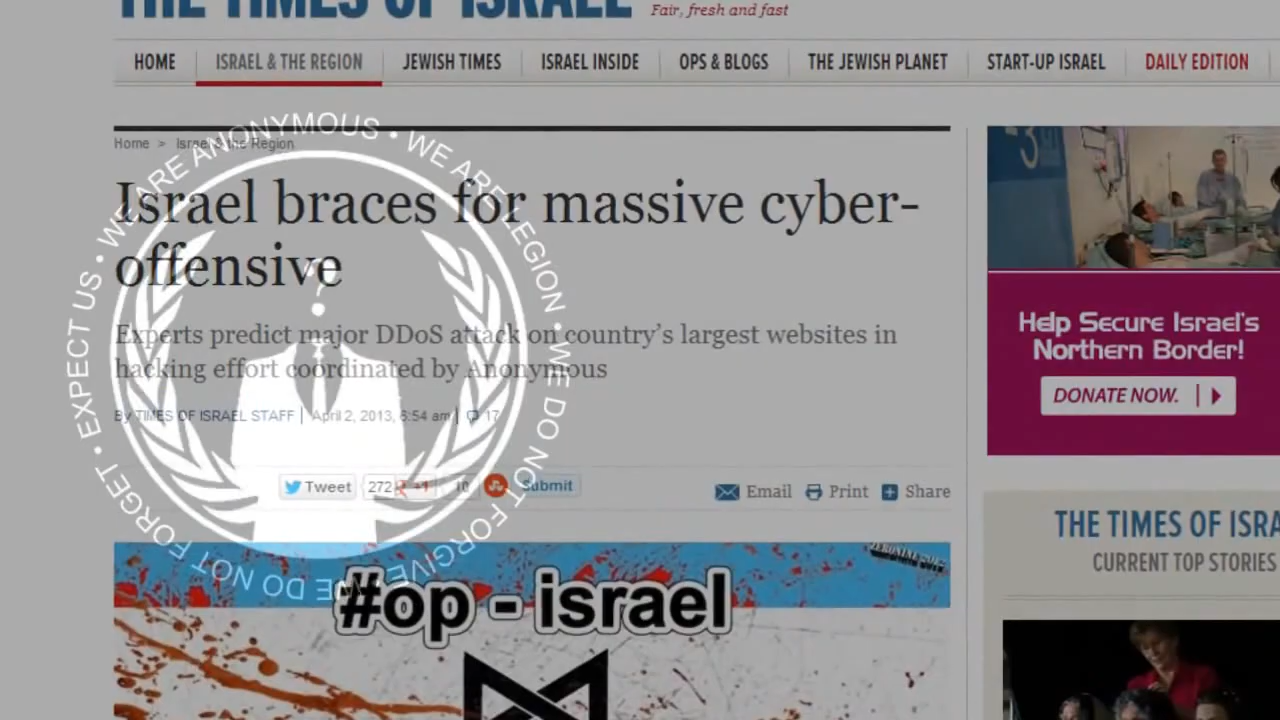 THE TIMES OF ISRAEL
Fair, fresh and fast
HOME
ISRAEL & THE REGION
JEWISH TIMES
ISRAEL INSIDE
OPS & BLOGS
THE JEWISH PLANET
START-UP ISRAEL
DAILY EDITION
Home > Israel & the Region
WE ARE ANONYMOUS • WE ARE LEGION • WE DO NOT FORGIVE • WE DO NOT FORGET • EXPECT US •
Israel braces for massive cyber-
offensive
?
Experts predict major DDoS attack on country's largest websites in
hacking effort coordinated by Anonymous
By TIMES OF ISRAEL STAFF | April 2, 2013, 6:54 am | 17
Tweet
272
+1
10
Submit
Email
Print
Share
#op - israel
3
Help Secure Israel's
Northern Border!
DONATE NOW.
THE TIMES OF ISRA
CURRENT TOP STORIES